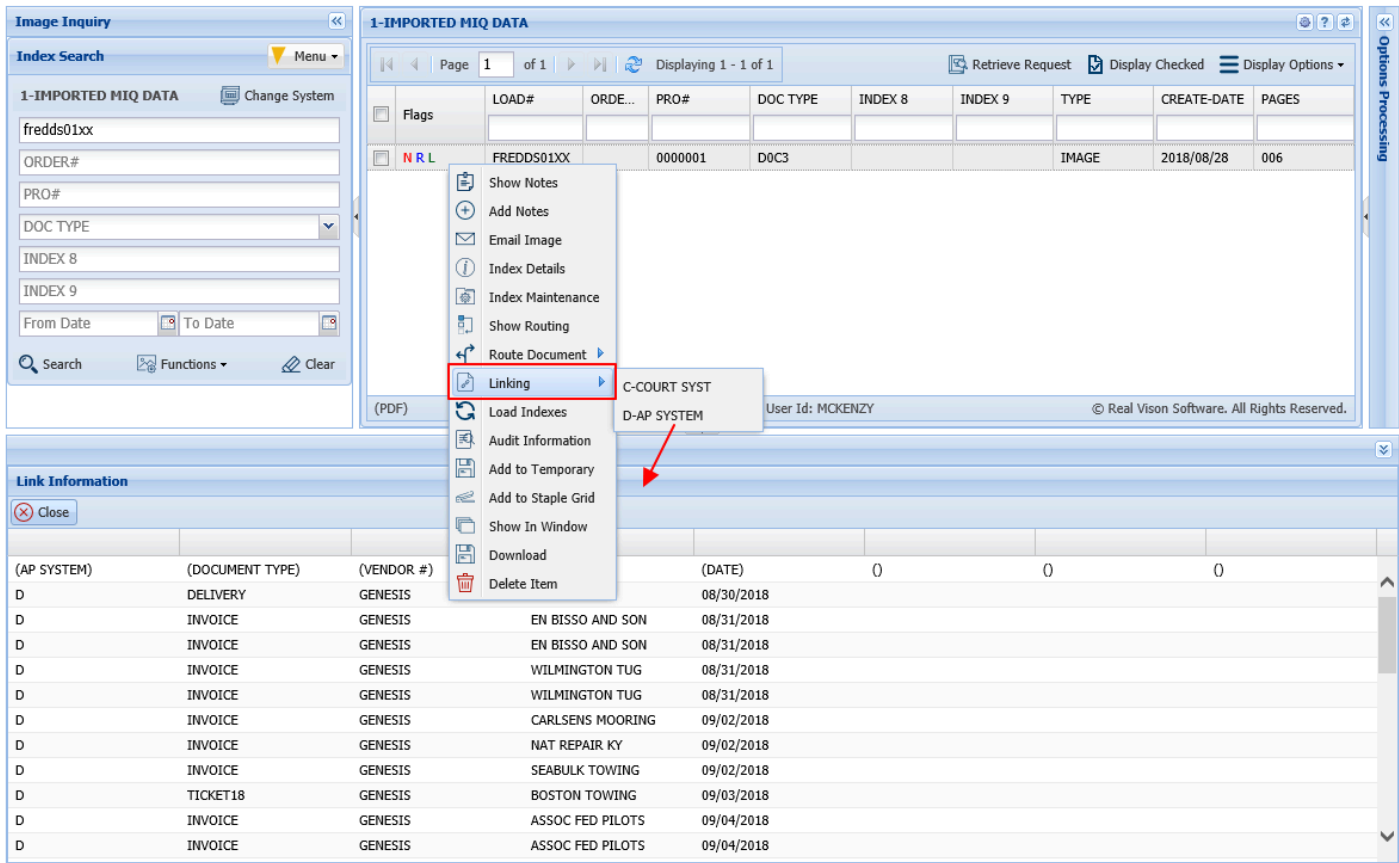 Image Inquiry
Index Search
Menu
1-IMPORTED MIQ DATA
Change System
fredds01xx
ORDER#
PRO#
DOC TYPE
INDEX 8
INDEX 9
From Date To Date
Search Functions Clear
1-IMPORTED MIQ DATA
Page 1 of 1 Displaying 1 - 1 of 1 Retrieve Request Display Checked Display Options
Flags LOAD# ORDE... PRO# DOC TYPE INDEX 8 INDEX 9 TYPE CREATE-DATE PAGES
N R L FREDDS01XX 0000001 D0C3 IMAGE 2018/08/28 006
Options Processing
Show Notes
Add Notes
Email Image
Index Details
Index Maintenance
Show Routing
Route Document
Linking
Load Indexes
Audit Information
Add to Temporary
Add to Staple Grid
Show In Window
Download
Delete Item
C-COURT SYST
D-AP SYSTEM
(PDF) User Id: MCKENZY © Real Vison Software. All Rights Reserved.
Link Information
Close
(AP SYSTEM) (DOCUMENT TYPE) (VENDOR #) (DATE) () () ()
D DELIVERY GENESIS 08/30/2018
D INVOICE GENESIS EN BISSO AND SON 08/31/2018
D INVOICE GENESIS EN BISSO AND SON 08/31/2018
D INVOICE GENESIS WILMINGTON TUG 08/31/2018
D INVOICE GENESIS WILMINGTON TUG 08/31/2018
D INVOICE GENESIS CARLSENS MOORING 09/02/2018
D INVOICE GENESIS NAT REPAIR KY 09/02/2018
D INVOICE GENESIS SEABULK TOWING 09/02/2018
D TICKET18 GENESIS BOSTON TOWING 09/03/2018
D INVOICE GENESIS ASSOC FED PILOTS 09/04/2018
D INVOICE GENESIS ASSOC FED PILOTS 09/04/2018